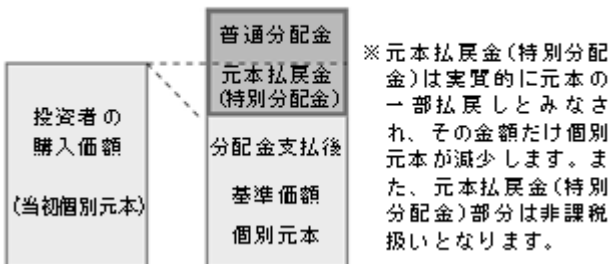 投資者の
購入価額
(当初個別元本)
普通分配金
元本払戻金
(特別分配金)
分配金支払後
基準価額
個別元本
※元本払戻金(特別分配
金)は実質的に元本の
一部払戻しとみなさ
れ、その金額だけ個別
元本が減少します。ま
た、元本払戻金(特別
分配金)部分は非課税
扱いとなります。